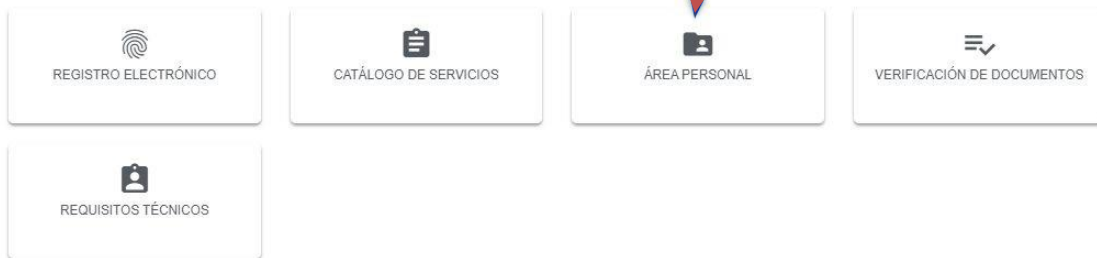 REGISTRO ELECTRÓNICO
CATÁLOGO DE SERVICIOS
ÁREA PERSONAL
VERIFICACIÓN DE DOCUMENTOS
REQUISITOS TÉCNICOS